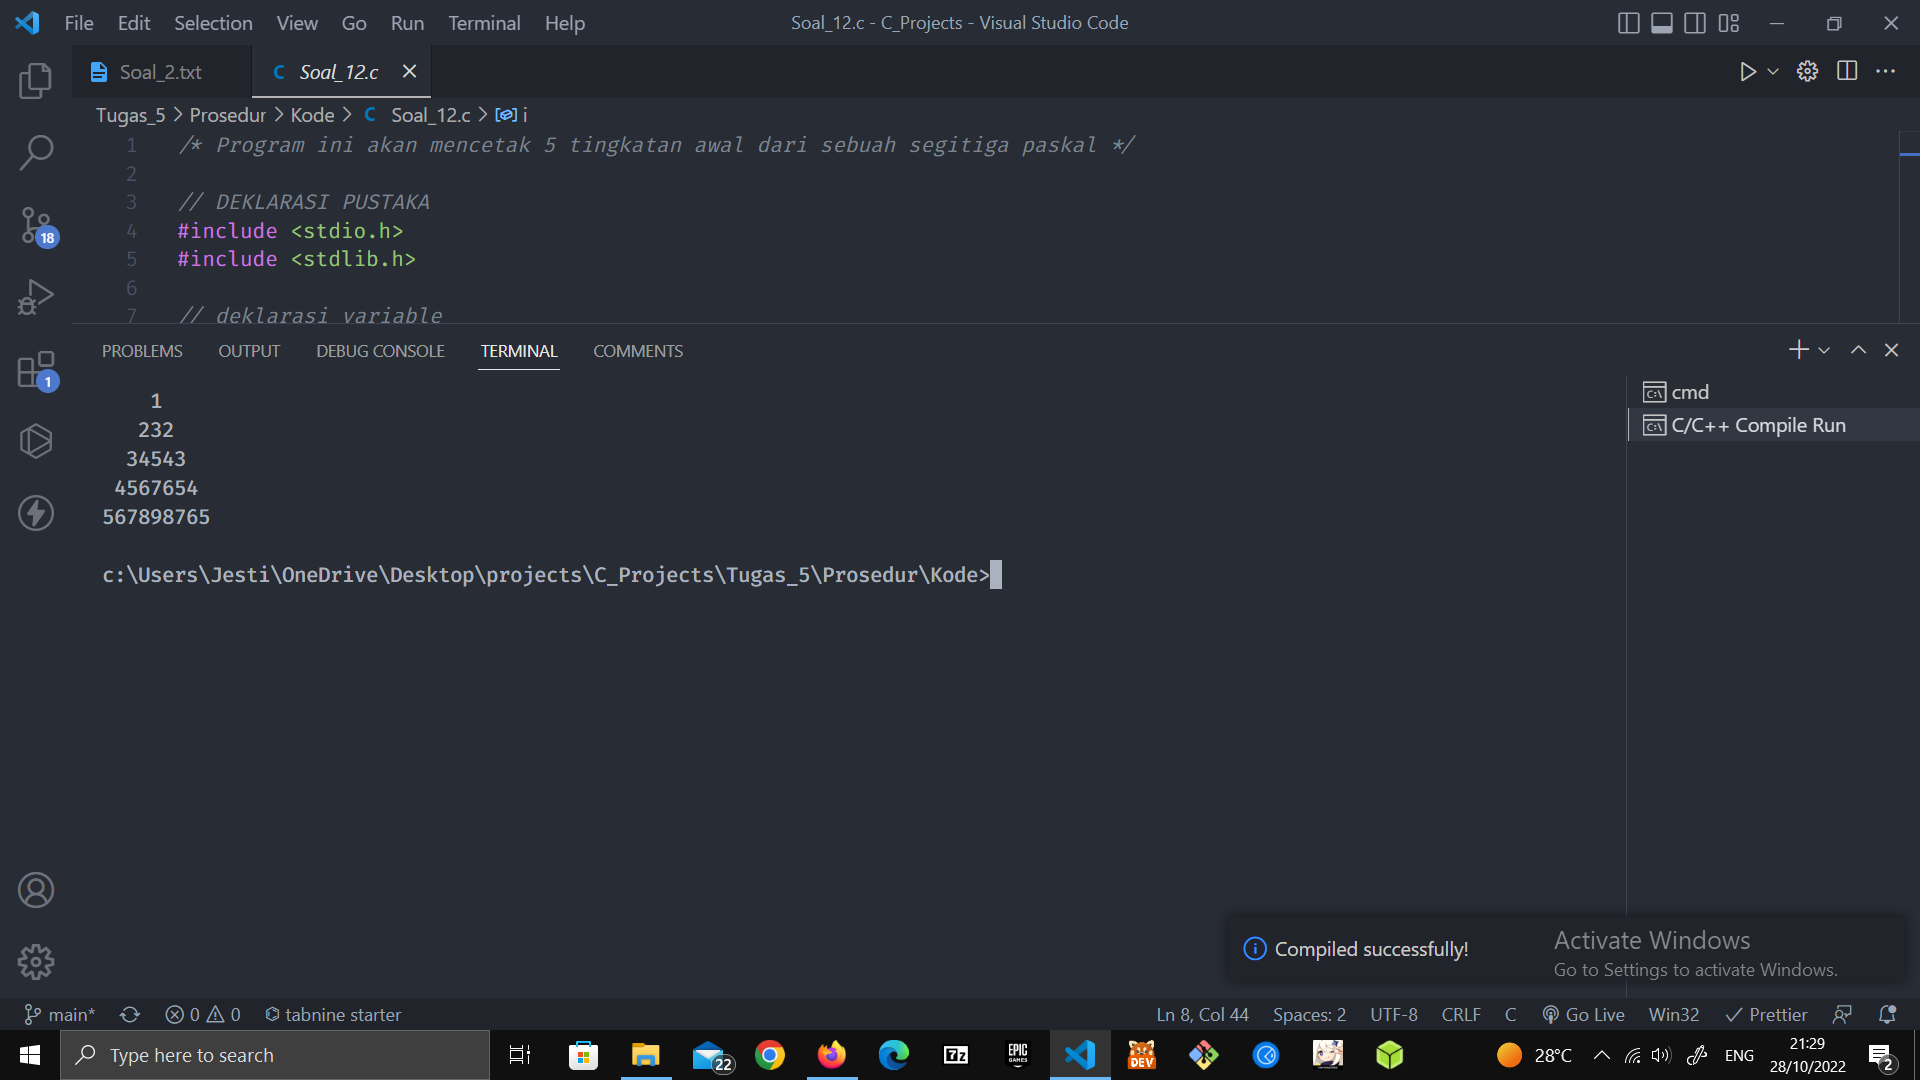 File Edit Selection View Go Run Terminal Help
Soal_12.c - C_Projects - Visual Studio Code
Soal_2.txt
C Soal_12.c
Tugas_5 > Prosedur > Kode > C Soal_12.c > i
1 /* Program ini akan mencetak 5 tingkatan awal dari sebuah segitiga paskal */
2
3 // DEKLARASI PUSTAKA
4 #include <stdio.h>
5 #include <stdlib.h>
6
7 // deklarasi variable
18
1
PROBLEMS OUTPUT DEBUG CONSOLE TERMINAL COMMENTS
1
232
34543
4567654
567898765
c:\Users\Jesti\OneDrive\Desktop\projects\C_Projects\Tugas_5\Prosedur\Kode>
cmd
C/C++ Compile Run
Compiled successfully!
Activate Windows
Go to Settings to activate Windows.
main* 0 0 tabnine starter
Ln 8, Col 44 Spaces: 2 UTF-8 CRLF C Go Live Win32 Prettier
Type here to search
22
7z
EPIC GAMES
DEV
28°C
ENG
21:29
28/10/2022
2